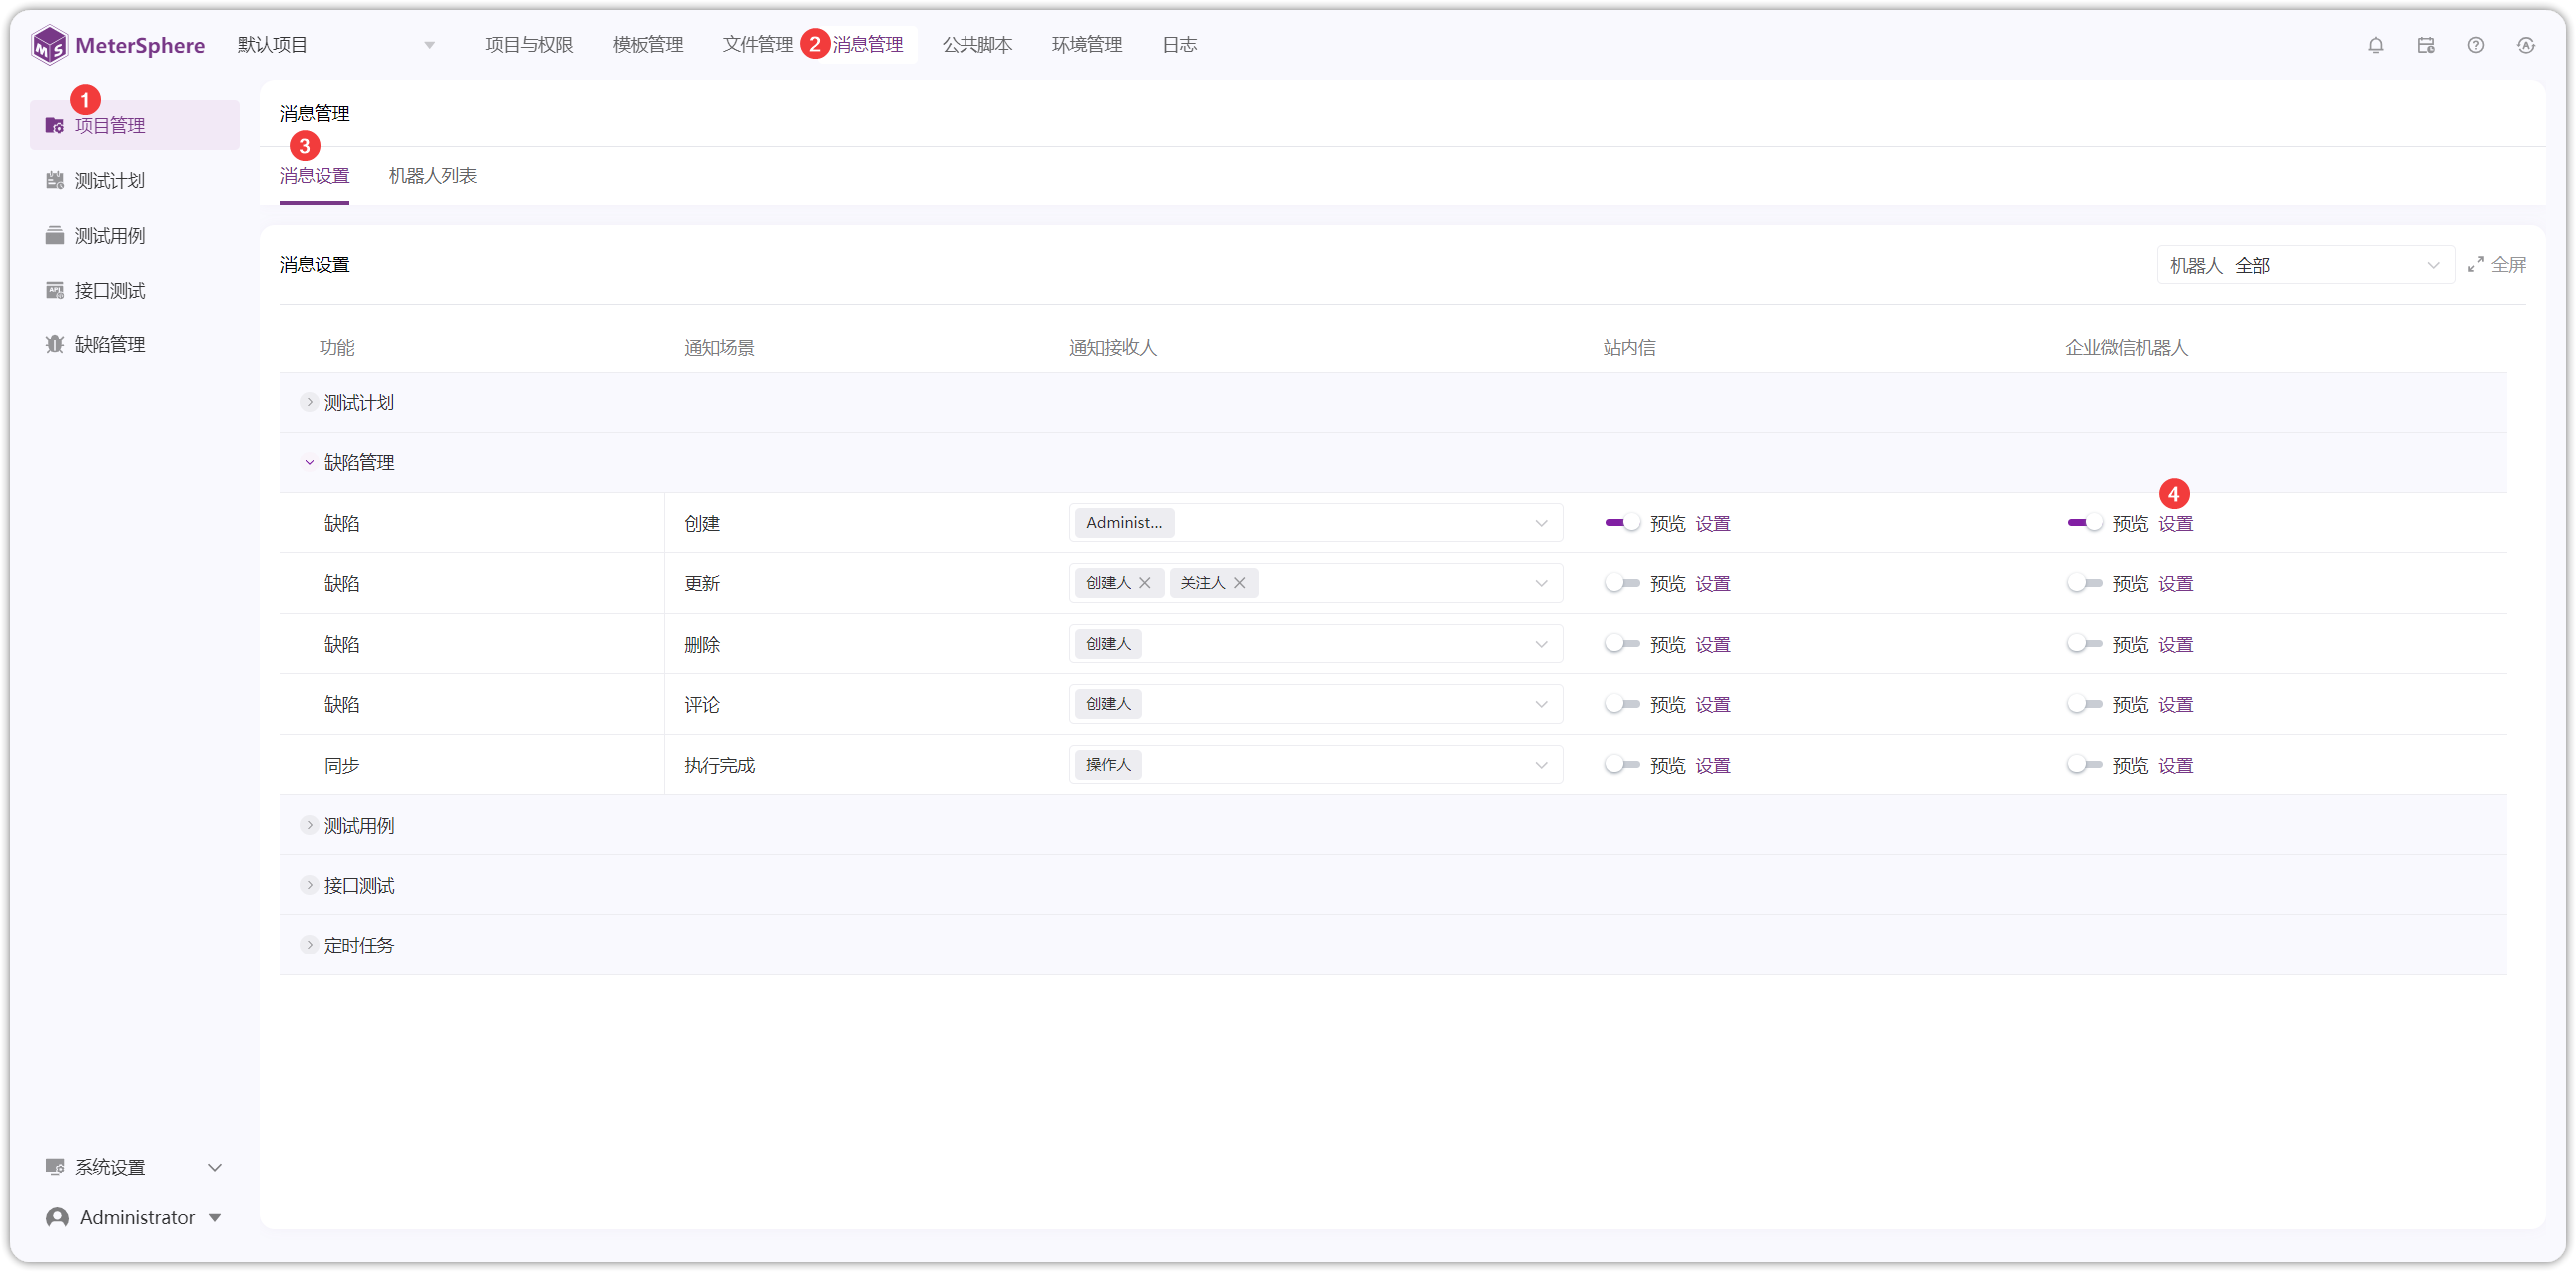 MeterSphere 默认项目 项目与权限 模板管理 文件管理 2 消息管理 公共脚本 环境管理 日志
1
项目管理
测试计划
测试用例
接口测试
缺陷管理
系统设置
Administrator
消息管理
3
消息设置 机器人列表
消息设置 机器人 全部 全屏
功能 通知场景 通知接收人 站内信 企业微信机器人
测试计划
缺陷管理
4
缺陷 创建 Administ... 预览 设置 预览 设置
缺陷 更新 创建人 关注人 预览 设置 预览 设置
缺陷 删除 创建人 预览 设置 预览 设置
缺陷 评论 创建人 预览 设置 预览 设置
同步 执行完成 操作人 预览 设置 预览 设置
测试用例
接口测试
定时任务